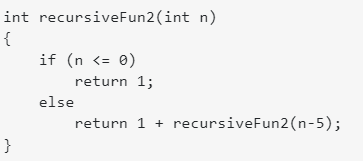 int recursiveFun2(int n)
{
    if (n <= 0)
        return 1;
    else
        return 1 + recursiveFun2(n-5);
}